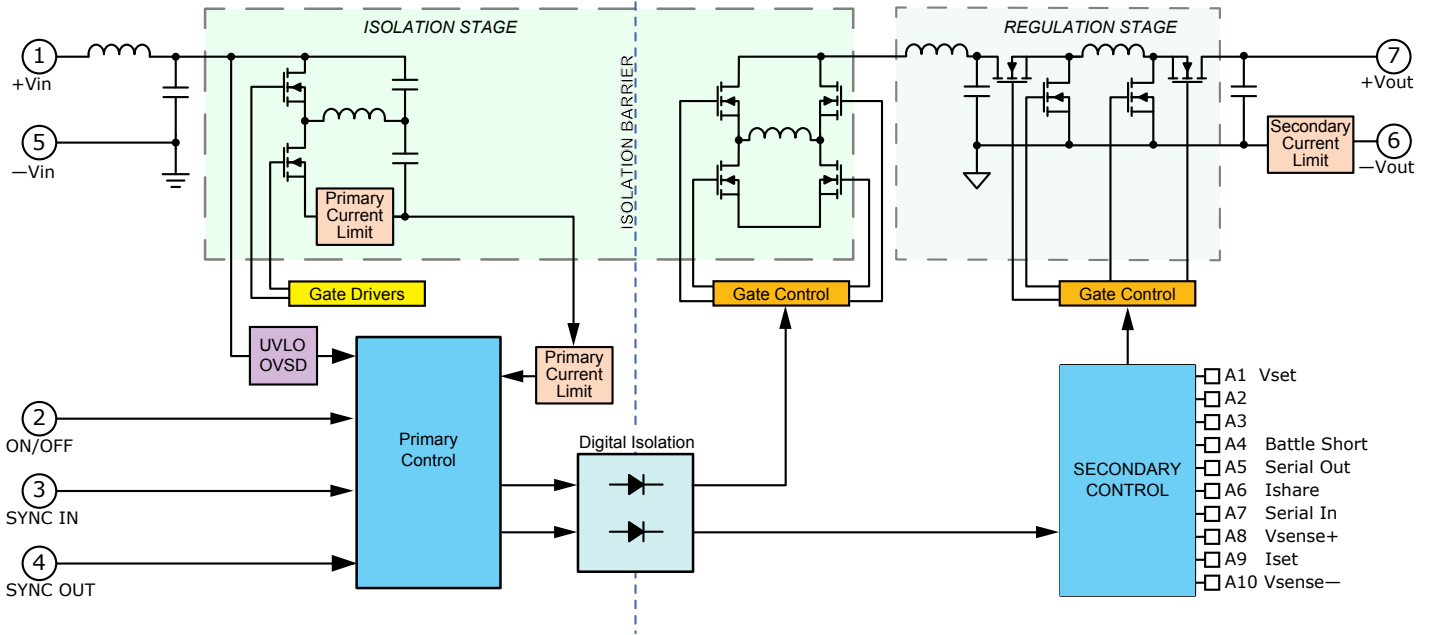 ISOLATION STAGE
REGULATION STAGE
ISOLATION BARRIER
1
+Vin
5
—Vin
7
+Vout
6
—Vout
Secondary
Current
Limit
Primary
Current
Limit
Gate Drivers
Gate Control
Gate Control
UVLO
OVSD
Primary
Current
Limit
Primary
Control
2
ON/OFF
3
SYNC IN
4
SYNC OUT
Digital Isolation
SECONDARY
CONTROL
A1 Vset
A2
A3
A4 Battle Short
A5 Serial Out
A6 Ishare
A7 Serial In
A8 Vsense+
A9 Iset
A10 Vsense—